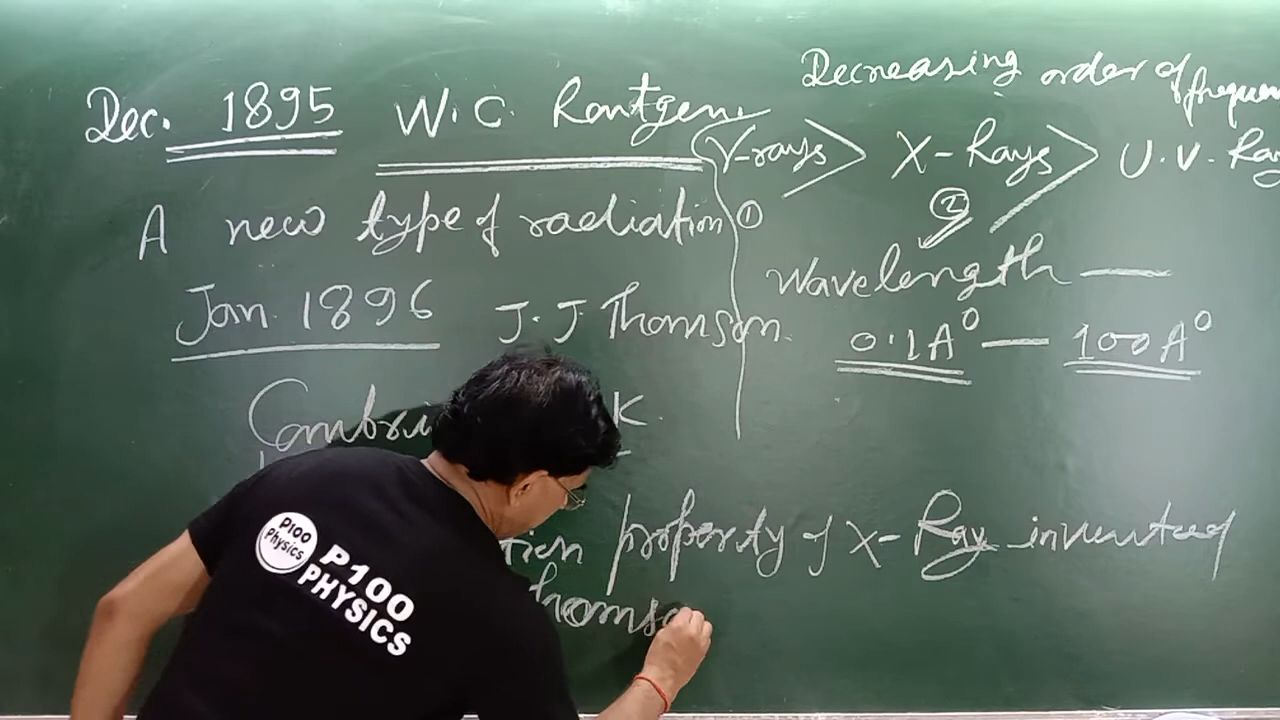 Dec. 1895 W. C. Rontgen.
A new type of radiation
Jan. 1896 J. J Thomson.
K.
property of X-Ray invented
Decreasing order of
γ-rays > X-Rays > U.V. Ray
① ②
Wavelength —
0.1A° — 100A°
P100 Physics
P100
PHYSICS